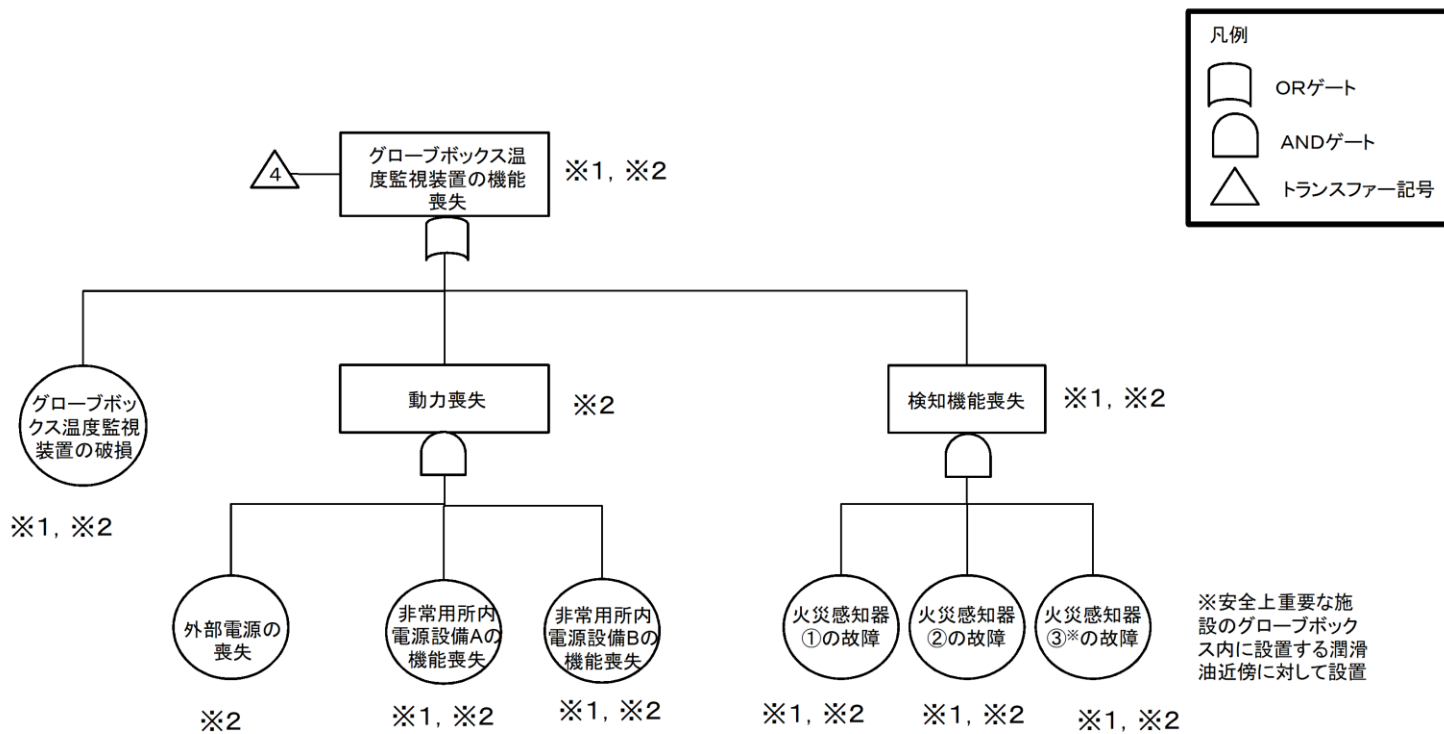 凡例
ORゲート
ANDゲート
トランスファー記号
4
グローブボックス温
度監視装置の機能
喪失
※1, ※2
グローブボッ
クス温度監視
装置の破損
※1, ※2
動力喪失
※2
検知機能喪失
※1, ※2
外部電源の
喪失
※2
非常用所内
電源設備Aの
機能喪失
※1, ※2
非常用所内
電源設備Bの
機能喪失
※1, ※2
火災感知器
①の故障
※1, ※2
火災感知器
②の故障
※1, ※2
火災感知器
③※の故障
※1, ※2
※安全上重要な施
設のグローブボック
ス内に設置する潤滑
油近傍に対して設置